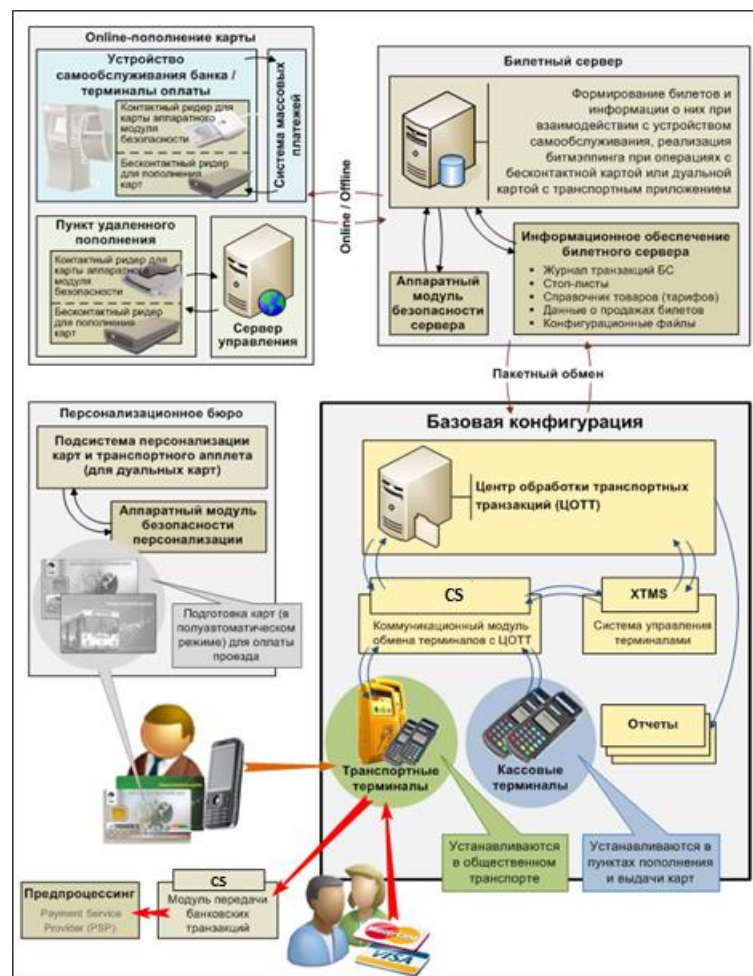 Online-пополнение карты
Устройство
самообслуживания банка /
терминалы оплаты
Контактный ридер для
карты аппаратного
модуля
безопасности
Бесконтактный ридер
для пополнения
карт
Система массовых
платежей
Пункт удаленного
пополнения
Контактный ридер для
карты аппаратного
модуля
безопасности
Бесконтактный ридер
для пополнения
карт
Сервер
управления
Online / Offline
Билетный сервер
Формирование билетов и
информации о них при
взаимодействии с устройством
самообслуживания, реализация
битмэппинга при операциях с
бесконтактной картой или дуальной
картой с транспортным приложением
Аппаратный
модуль
безопасности
сервера
Информационное обеспечение
билетного сервера
▪ Журнал транзакций БС
▪ Стоп-листы
▪ Справочник товаров (тарифов)
▪ Данные о продажах билетов
▪ Конфигурационные файлы
Пакетный обмен
Персонализационное бюро
Подсистема персонализации
карт и транспортного апплета
(для дуальных карт)
Аппаратный модуль
безопасности
персонализации
Подготовка карт (в
полуавтоматическом
режиме) для оплаты
проезда
Базовая конфигурация
Центр обработки транспортных
транзакций (ЦОТТ)
CS
Коммуникационный модуль
обмена терминалов с ЦОТТ
XTMS
Система управления
терминалами
Транспортные
терминалы
Кассовые
терминалы
Отчеты
Устанавливаются
в общественном
транспорте
Устанавливаются в
пунктах пополнения
и выдачи карт
Предпроцессинг
Payment Service
Provider (PSP)
CS
Модуль передачи
банковских
транзакций
MasterCard
VISA